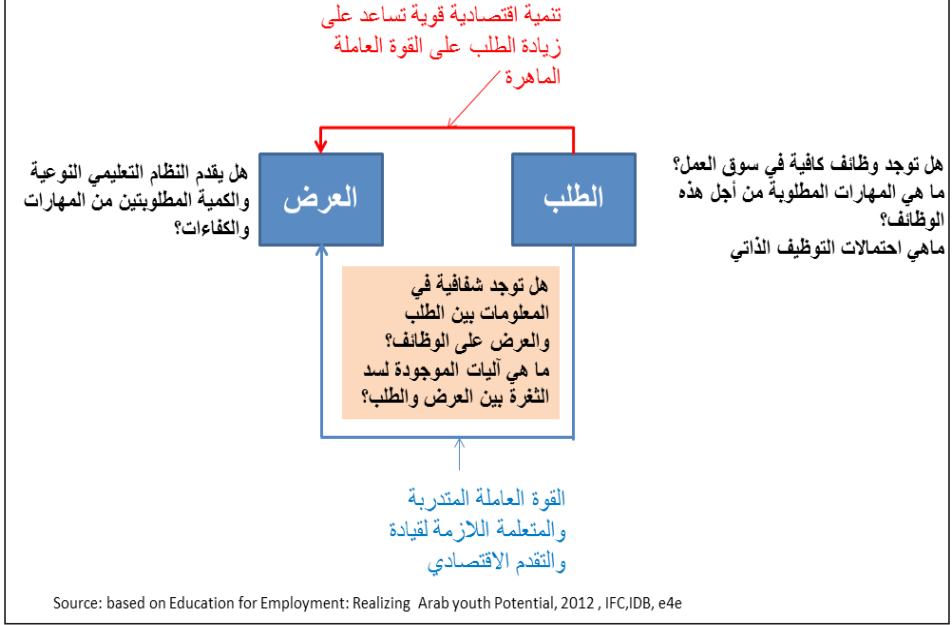 تنمية اقتصادية قوية تساعد على
زيادة الطلب على القوة العاملة
الماهرة
هل توجد وظائف كافية في سوق العمل؟
ما هي المهارات المطلوبة من أجل هذه
الوظائف؟
ماهي احتمالات التوظيف الذاتي
الطلب
العرض
هل يقدم النظام التعليمي النوعية
والكمية المطلوبتين من المهارات
والكفاءات؟
هل توجد شفافية في
المعلومات بين الطلب
والعرض على الوظائف؟
ما هي آليات الموجودة لسد
الثغرة بين العرض والطلب؟
القوة العاملة المتدربة
والمتعلمة اللازمة لقيادة
والتقدم الاقتصادي
Source: based on Education for Employment: Realizing Arab youth Potential, 2012 , IFC,IDB, e4e